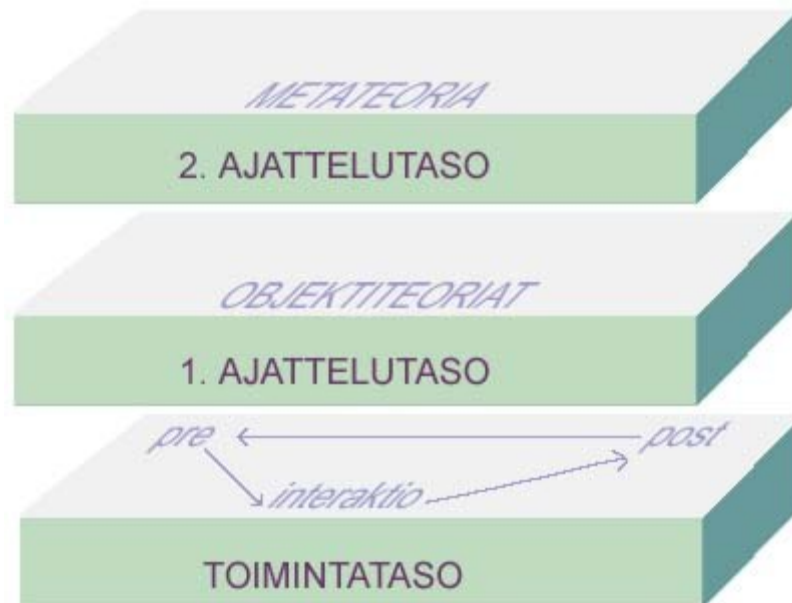 METATEORIA
2. AJATTELUTASO
OBJEKTITEORIAT
1. AJATTELUTASO
pre post
interaktio
TOIMINTATASO